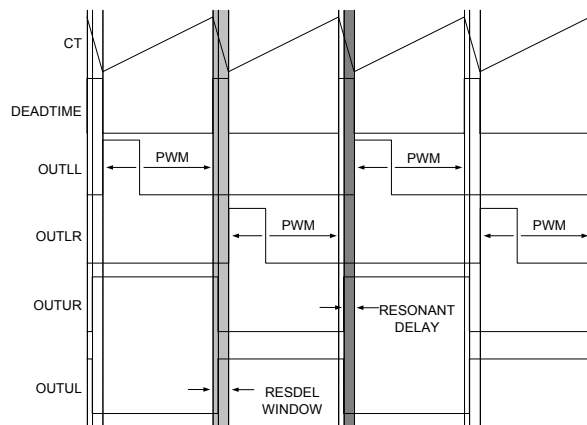 CT
DEADTIME
OUTLL
PWM
PWM
OUTLR
PWM
PWM
OUTUR
RESONANT
DELAY
OUTUL
RESDEL
WINDOW